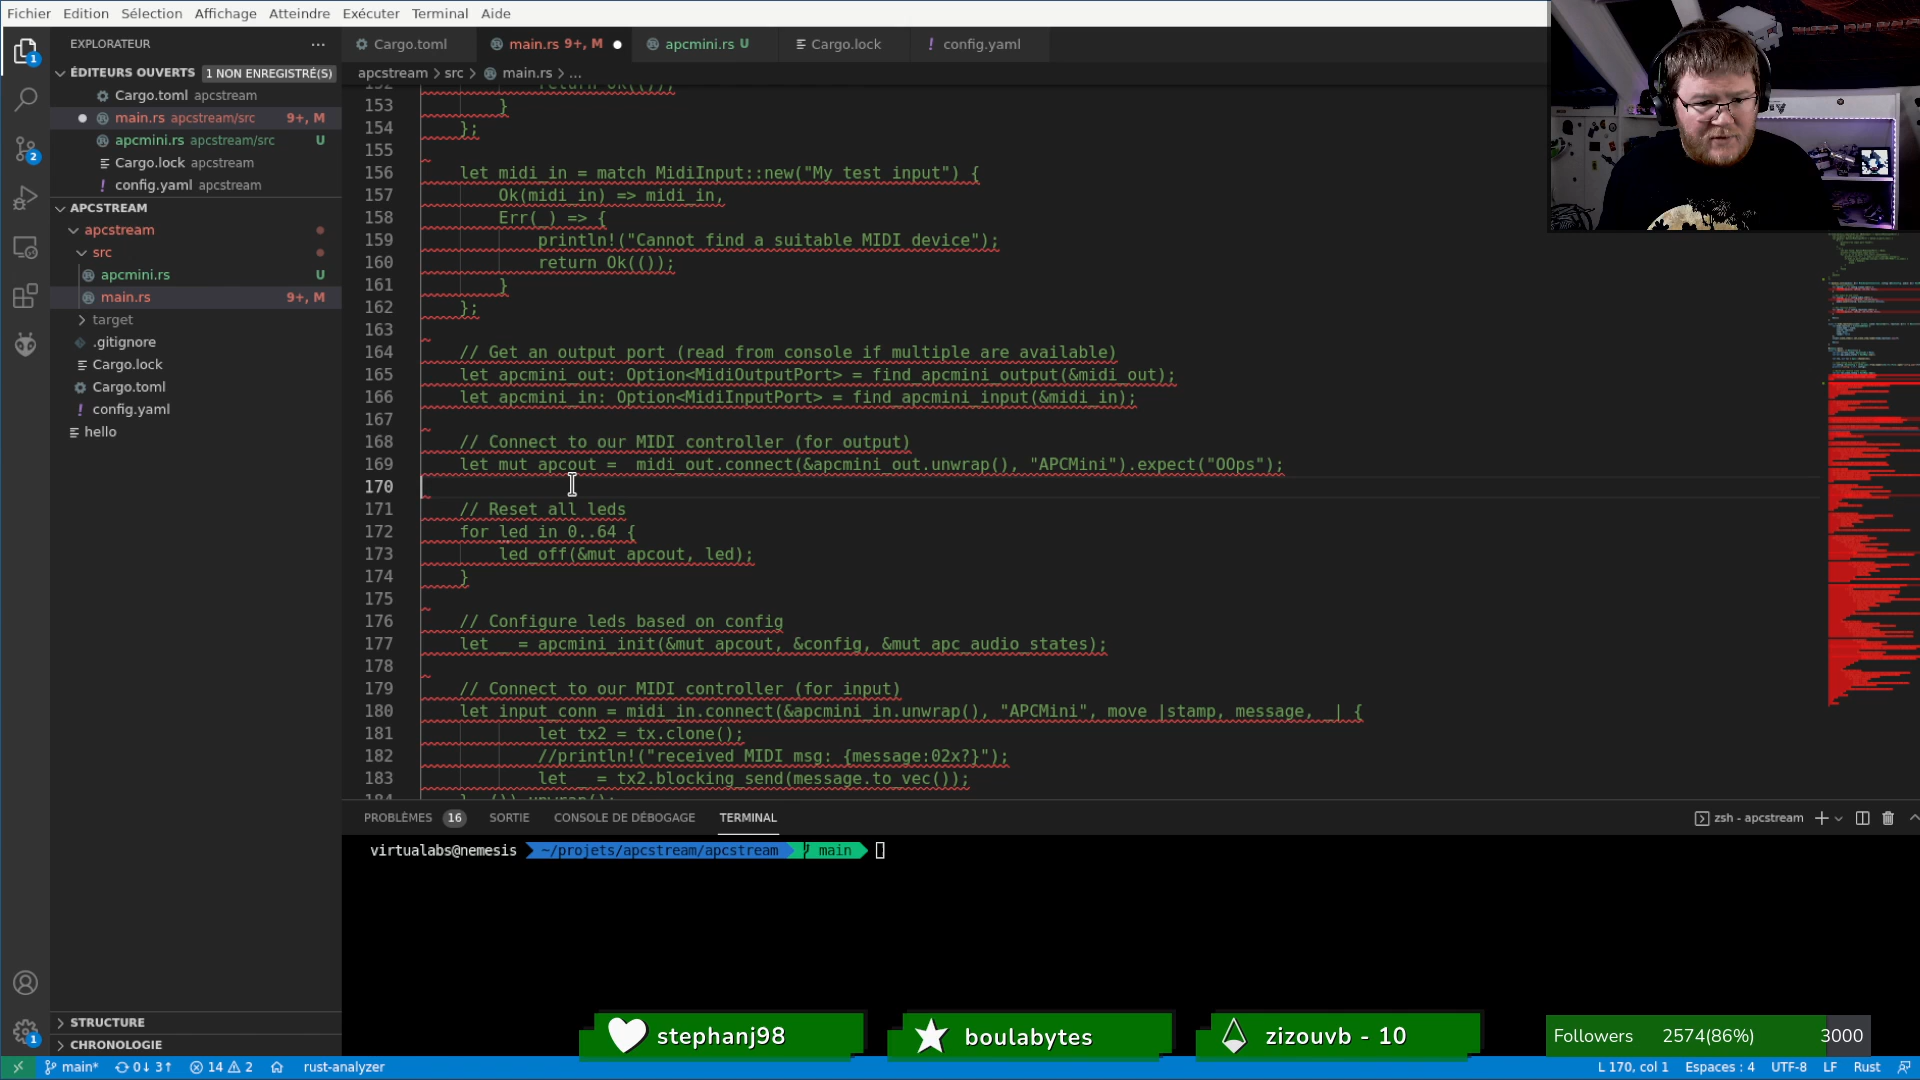 Fichier Edition Sélection Affichage Atteindre Exécuter Terminal Aide
EXPLORATEUR
ÉDITEURS OUVERTS 1 NON ENREGISTRÉ(S)
Cargo.toml apcstream
main.rs apcstream/src 9+, M
apcmini.rs apcstream/src U
Cargo.lock apcstream
config.yaml apcstream
APCSTREAM
apcstream
src
apcmini.rs U
main.rs 9+, M
target
.gitignore
Cargo.lock
Cargo.toml
config.yaml
hello
STRUCTURE
CHRONOLOGIE
Cargo.toml main.rs 9+, M apcmini.rs U Cargo.lock config.yaml
apcstream > src > main.rs > ...
152 return Ok(());
153 }
154 };
155
156 let midi_in = match MidiInput::new("My test input") {
157 Ok(midi_in) => midi_in,
158 Err(_) => {
159 println!("Cannot find a suitable MIDI device");
160 return Ok(());
161 }
162 };
163
164 // Get an output port (read from console if multiple are available)
165 let apcmini_out: Option<MidiOutputPort> = find_apcmini_output(&midi_out);
166 let apcmini_in: Option<MidiInputPort> = find_apcmini_input(&midi_in);
167
168 // Connect to our MIDI controller (for output)
169 let mut apcout = midi_out.connect(&apcmini_out.unwrap(), "APCMini").expect("OOps");
170
171 // Reset all leds
172 for led in 0..64 {
173 led_off(&mut apcout, led);
174 }
175
176 // Configure leds based on config
177 let _ = apcmini_init(&mut apcout, &config, &mut apc_audio_states);
178
179 // Connect to our MIDI controller (for input)
180 let input_conn = midi_in.connect(&apcmini_in.unwrap(), "APCMini", move |stamp, message, _| {
181 let tx2 = tx.clone();
182 //println!("received MIDI msg: {message:02x?}");
183 let _ = tx2.blocking_send(message.to_vec());
184 }, ()).unwrap();
PROBLÈMES 16 SORTIE CONSOLE DE DÉBOGAGE TERMINAL zsh - apcstream
virtualabs@nemesis ~/projets/apcstream/apcstream main
stephanj98
boulabytes
zizouvb - 10
Followers 2574(86%) 3000
main* 0↓ 3↑ 14 2 rust-analyzer L 170, col 1 Espaces : 4 UTF-8 LF Rust
1
2
1